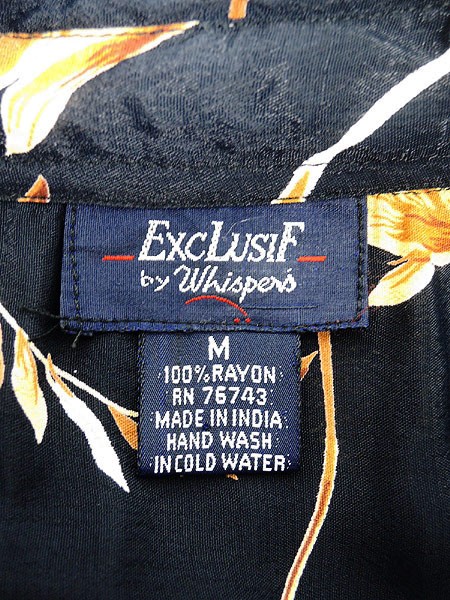 ExcLusiF
by Whispers
M
100% RAYON
RN 76743
MADE IN INDIA
HAND WASH
IN COLD WATER